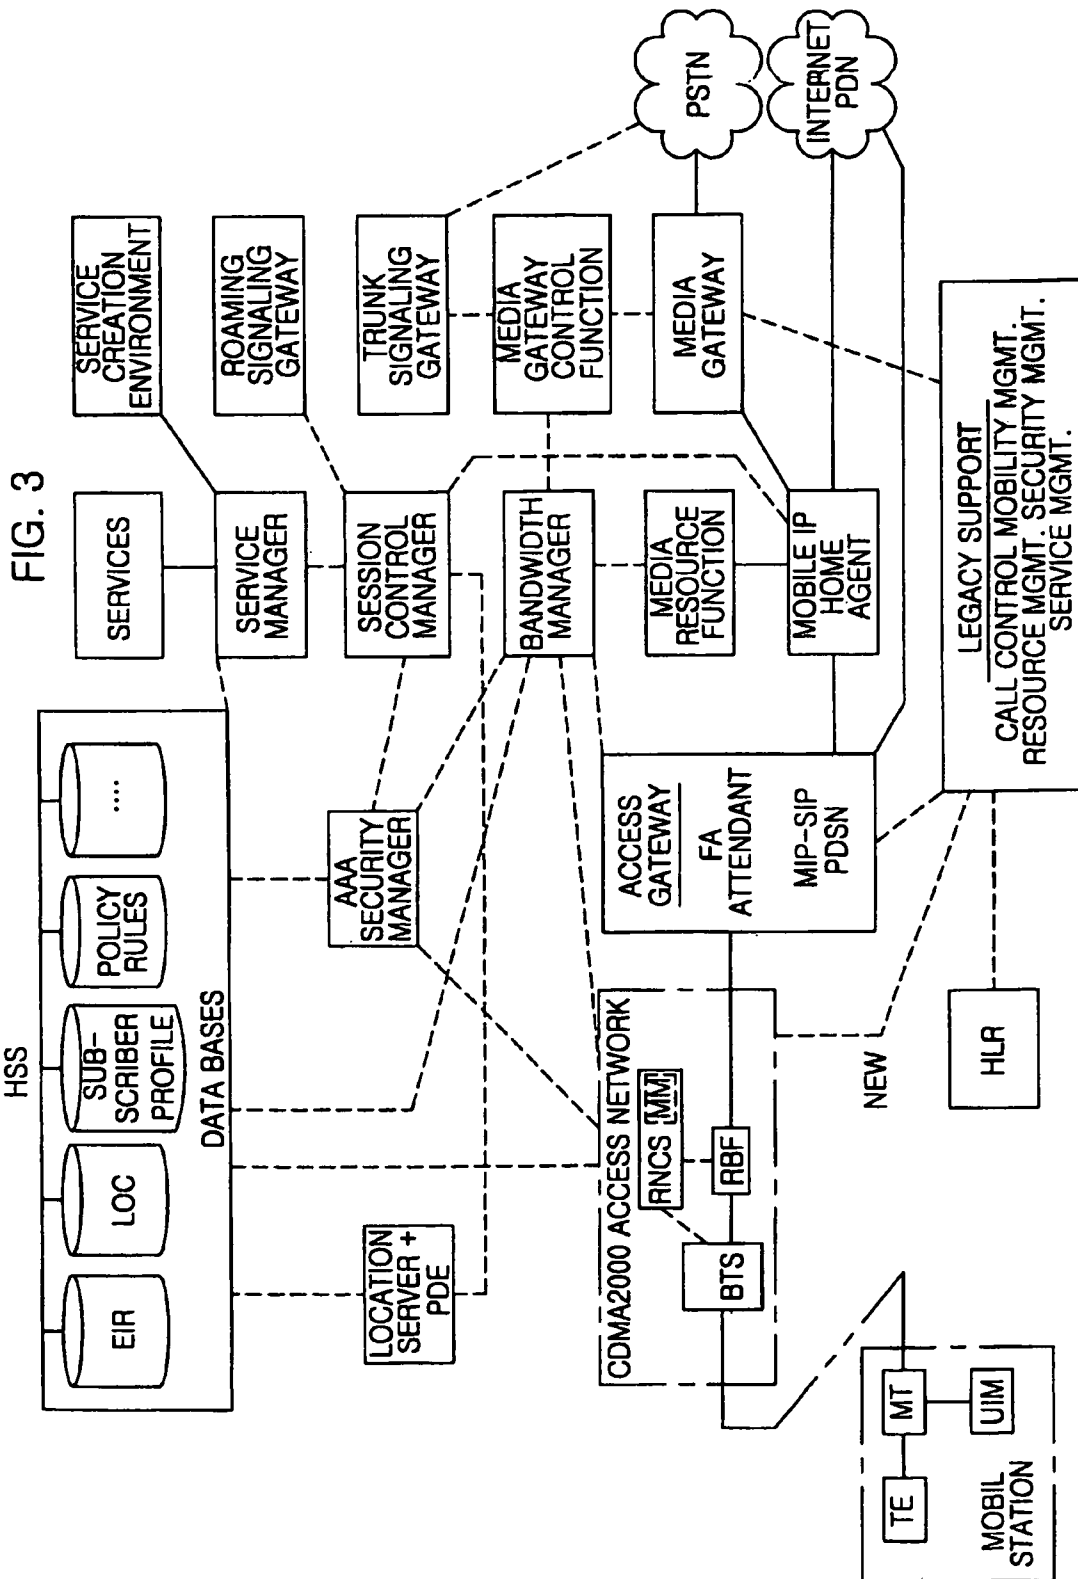 FIG. 3
HSS
EIR
LOC
SUB-
SCRIBER
PROFILE
POLICY
RULES
....
DATA BASES
SERVICES
SERVICE
CREATION
ENVIRONMENT
SERVICE
MANAGER
ROAMING
SIGNALING
GATEWAY
LOCATION
SERVER +
PDE
AAA
SECURITY
MANAGER
SESSION
CONTROL
MANAGER
TRUNK
SIGNALING
GATEWAY
BANDWIDTH
MANAGER
MEDIA
GATEWAY
CONTROL
FUNCTION
MEDIA
RESOURCE
FUNCTION
MEDIA
GATEWAY
PSTN
CDMA2000 ACCESS NETWORK
RNCS
MM
BTS
RBF
ACCESS
GATEWAY
FA
ATTENDANT
MIP-SIP
PDSN
MOBILE IP
HOME
AGENT
INTERNET
PDN
NEW
MT
TE
UIM
MOBIL
STATION
HLR
LEGACY SUPPORT
CALL CONTROL MOBILITY MGMT.
RESOURCE MGMT. SECURITY MGMT.
SERVICE MGMT.